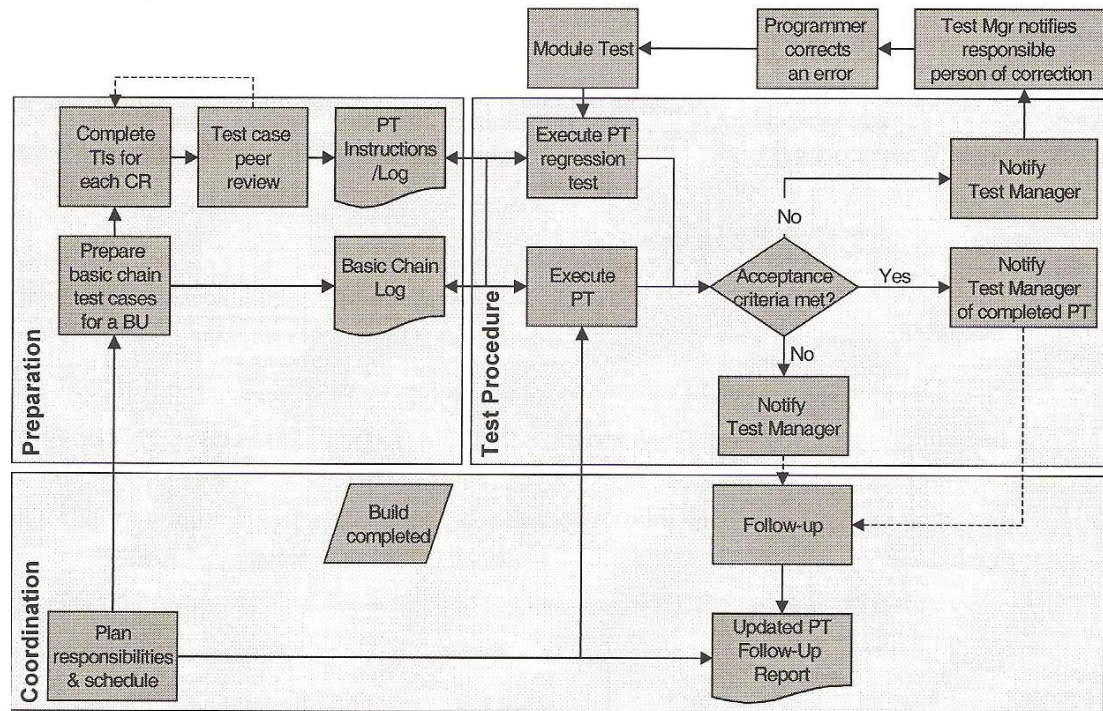 Module Test
Programmer
corrects
an error
Test Mgr notifies
responsible
person of correction
Preparation
Complete
TIs for
each CR
Test case
peer
review
PT
Instructions
/Log
Prepare
basic chain
test cases
for a BU
Basic Chain
Log
Test Procedure
Execute PT
regression
test
Execute
PT
No
Notify
Test Manager
Acceptance
criteria met?
Yes
Notify
Test Manager
of completed PT
No
Notify
Test Manager
Coordination
Build
completed
Follow-up
Plan
responsibilities
& schedule
Updated PT
Follow-Up
Report